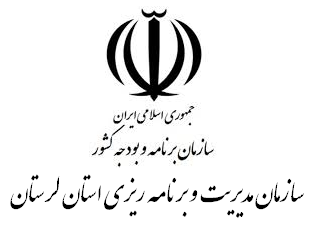 جمهوری اسلامی ایران
سازمان برنامه و بودجه کشور
سازمان مدیریت و برنامه ریزی استان لرستان